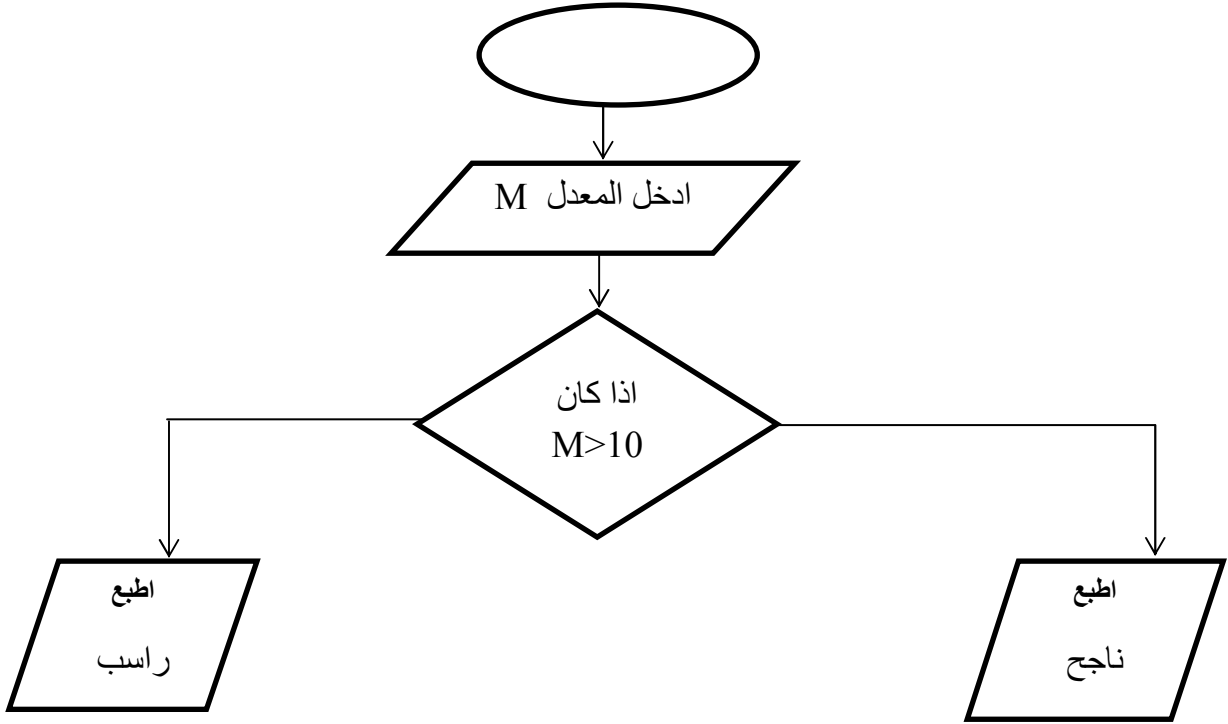 ادخل المعدل M
اذا كان
M>10
اطبع
ناجح
اطبع
راسب